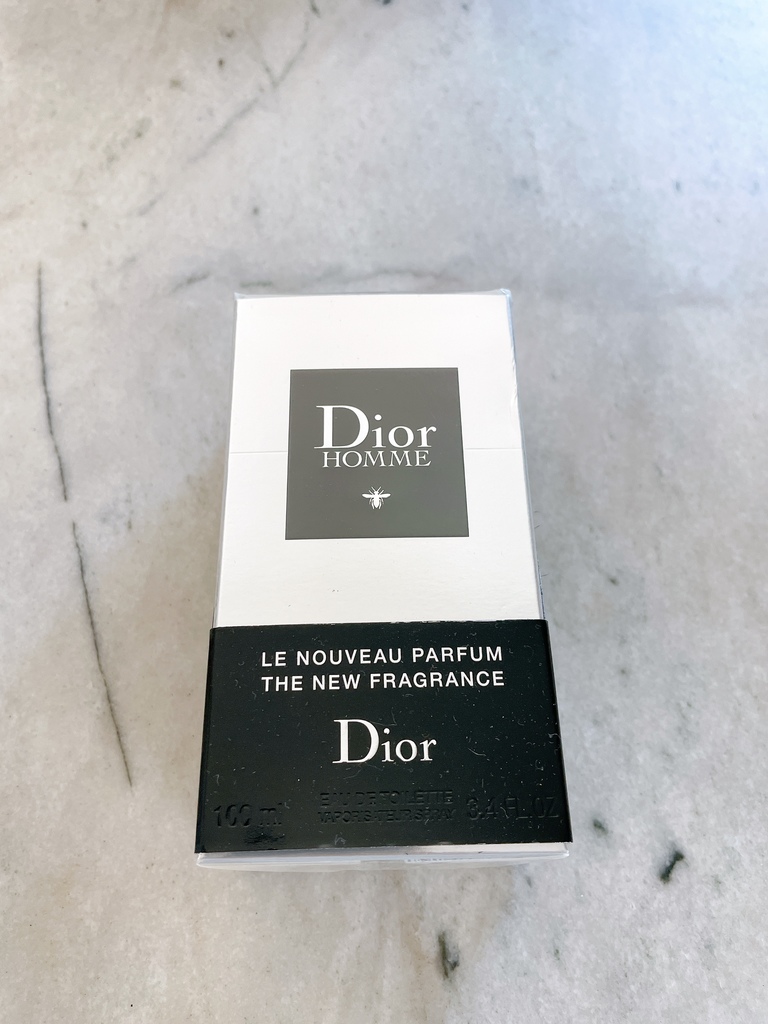 Dior
HOMME
LE NOUVEAU PARFUM
THE NEW FRAGRANCE
Dior
100 ml EAU DE TOILETTE 3.4 FL.OZ
VAPORISATEUR SPRAY